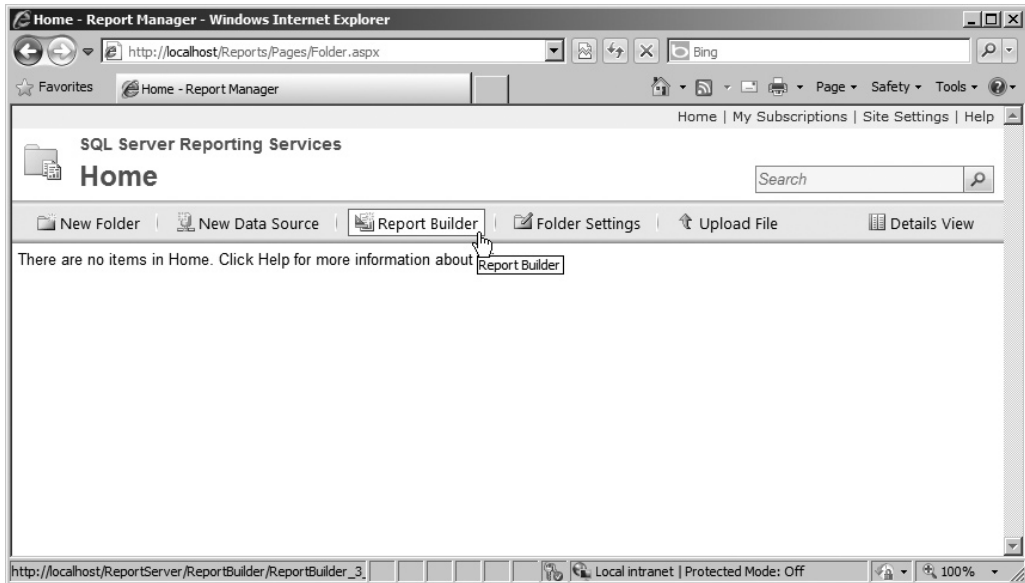 Home - Report Manager - Windows Internet Explorer
http://localhost/Reports/Pages/Folder.aspx
Bing
Favorites
Home - Report Manager
Page
Safety
Tools
Home | My Subscriptions | Site Settings | Help
SQL Server Reporting Services
Home
Search
New Folder
New Data Source
Report Builder
Folder Settings
Upload File
Details View
There are no items in Home. Click Help for more information about
Report Builder
http://localhost/ReportServer/ReportBuilder/ReportBuilder_3_
Local intranet | Protected Mode: Off
100%